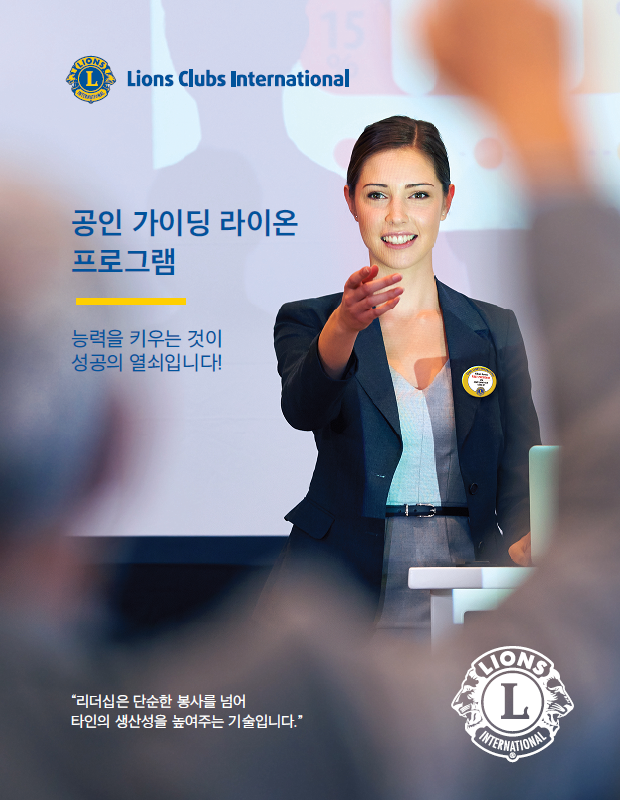 LIONS
L
INTERNATIONAL
Lions Clubs International
15
공인 가이딩 라이온
프로그램
능력을 키우는 것이
성공의 열쇠입니다!
“리더십은 단순한 봉사를 넘어
타인의 생산성을 높여주는 기술입니다.”
LIONS
L
INTERNATIONAL
®